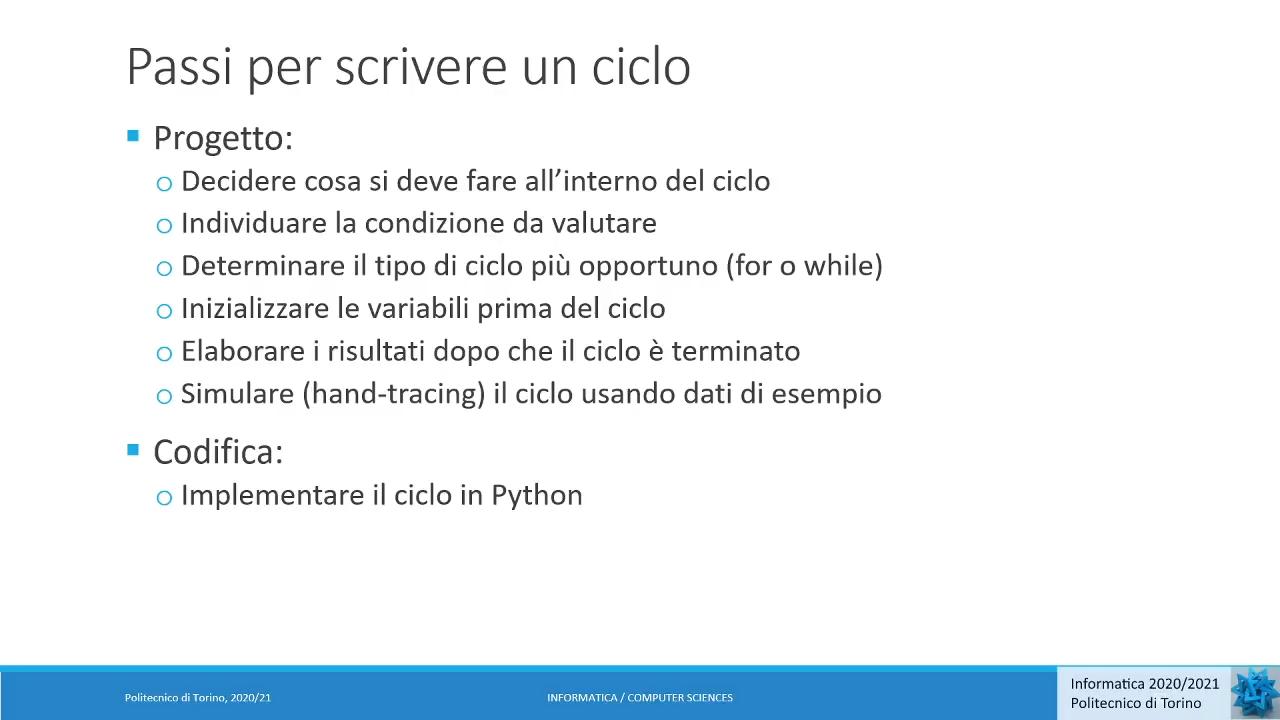 Passi per scrivere un ciclo
Progetto:
Decidere cosa si deve fare all’interno del ciclo
Individuare la condizione da valutare
Determinare il tipo di ciclo più opportuno (for o while)
Inizializzare le variabili prima del ciclo
Elaborare i risultati dopo che il ciclo è terminato
Simulare (hand-tracing) il ciclo usando dati di esempio
Codifica:
Implementare il ciclo in Python
Politecnico di Torino, 2020/21
INFORMATICA / COMPUTER SCIENCES
Informatica 2020/2021
Politecnico di Torino